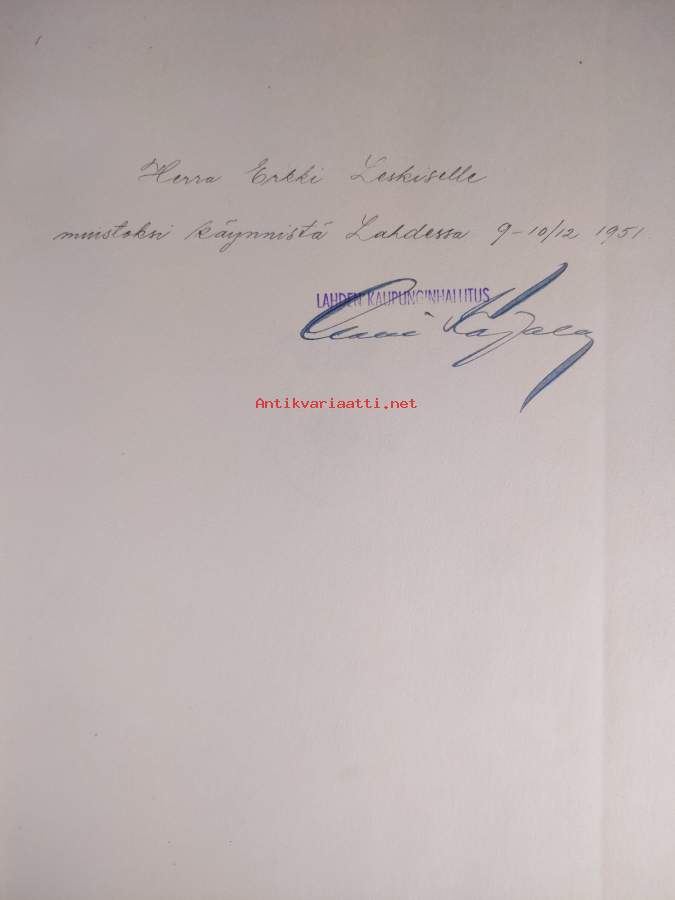 Herra Erkki Leskiselle
muistoksi käynnistä Lahdessa 9-10/12 1951
LAHDEN KAUPUNGINHALLITUS
Antikvariaatti.net